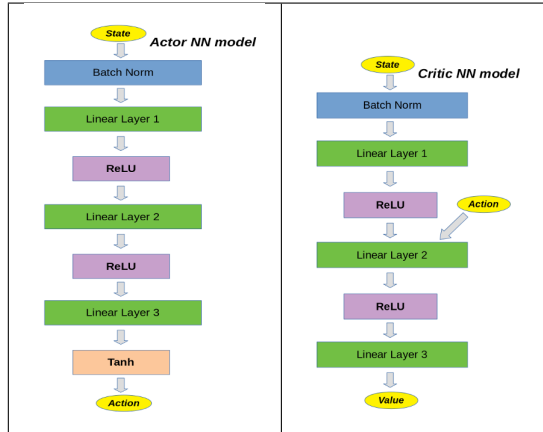 State
Actor NN model
Batch Norm
Linear Layer 1
ReLU
Linear Layer 2
ReLU
Linear Layer 3
Tanh
Action
State
Critic NN model
Batch Norm
Linear Layer 1
ReLU
Action
Linear Layer 2
ReLU
Linear Layer 3
Value